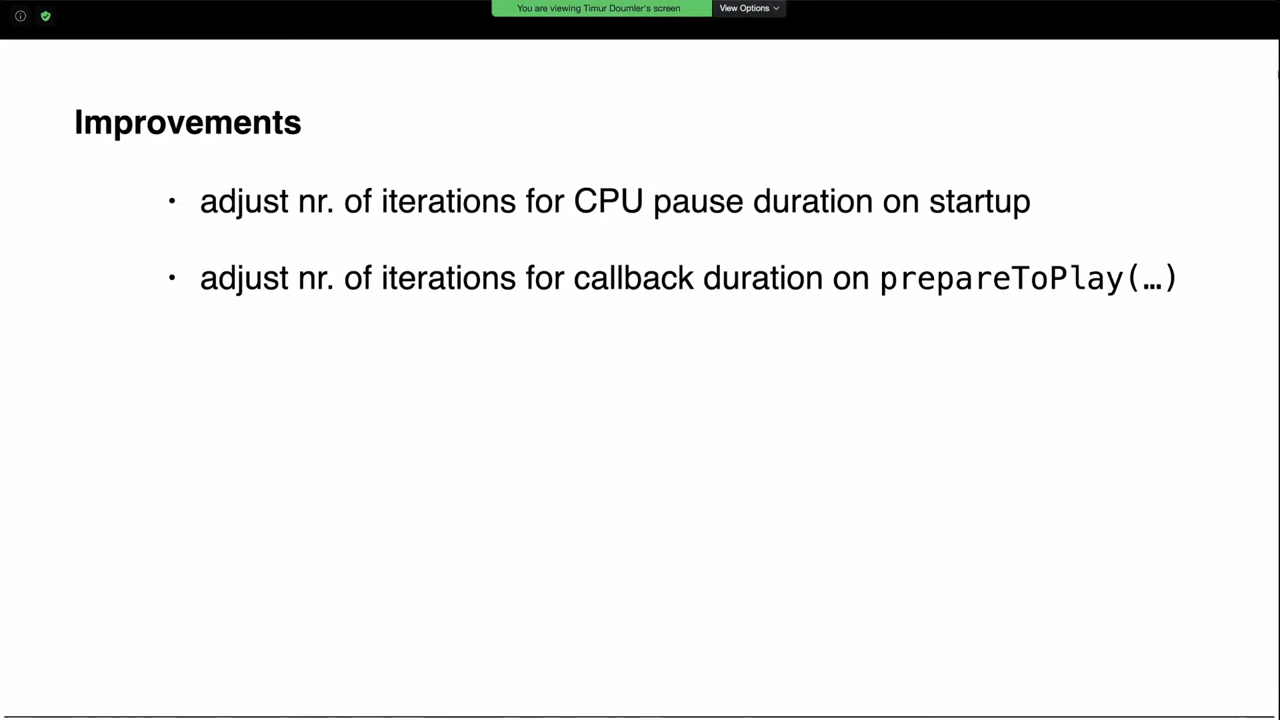 You are viewing Timur Doumler's screen
View Options
Improvements
· adjust nr. of iterations for CPU pause duration on startup
· adjust nr. of iterations for callback duration on prepareToPlay(…)